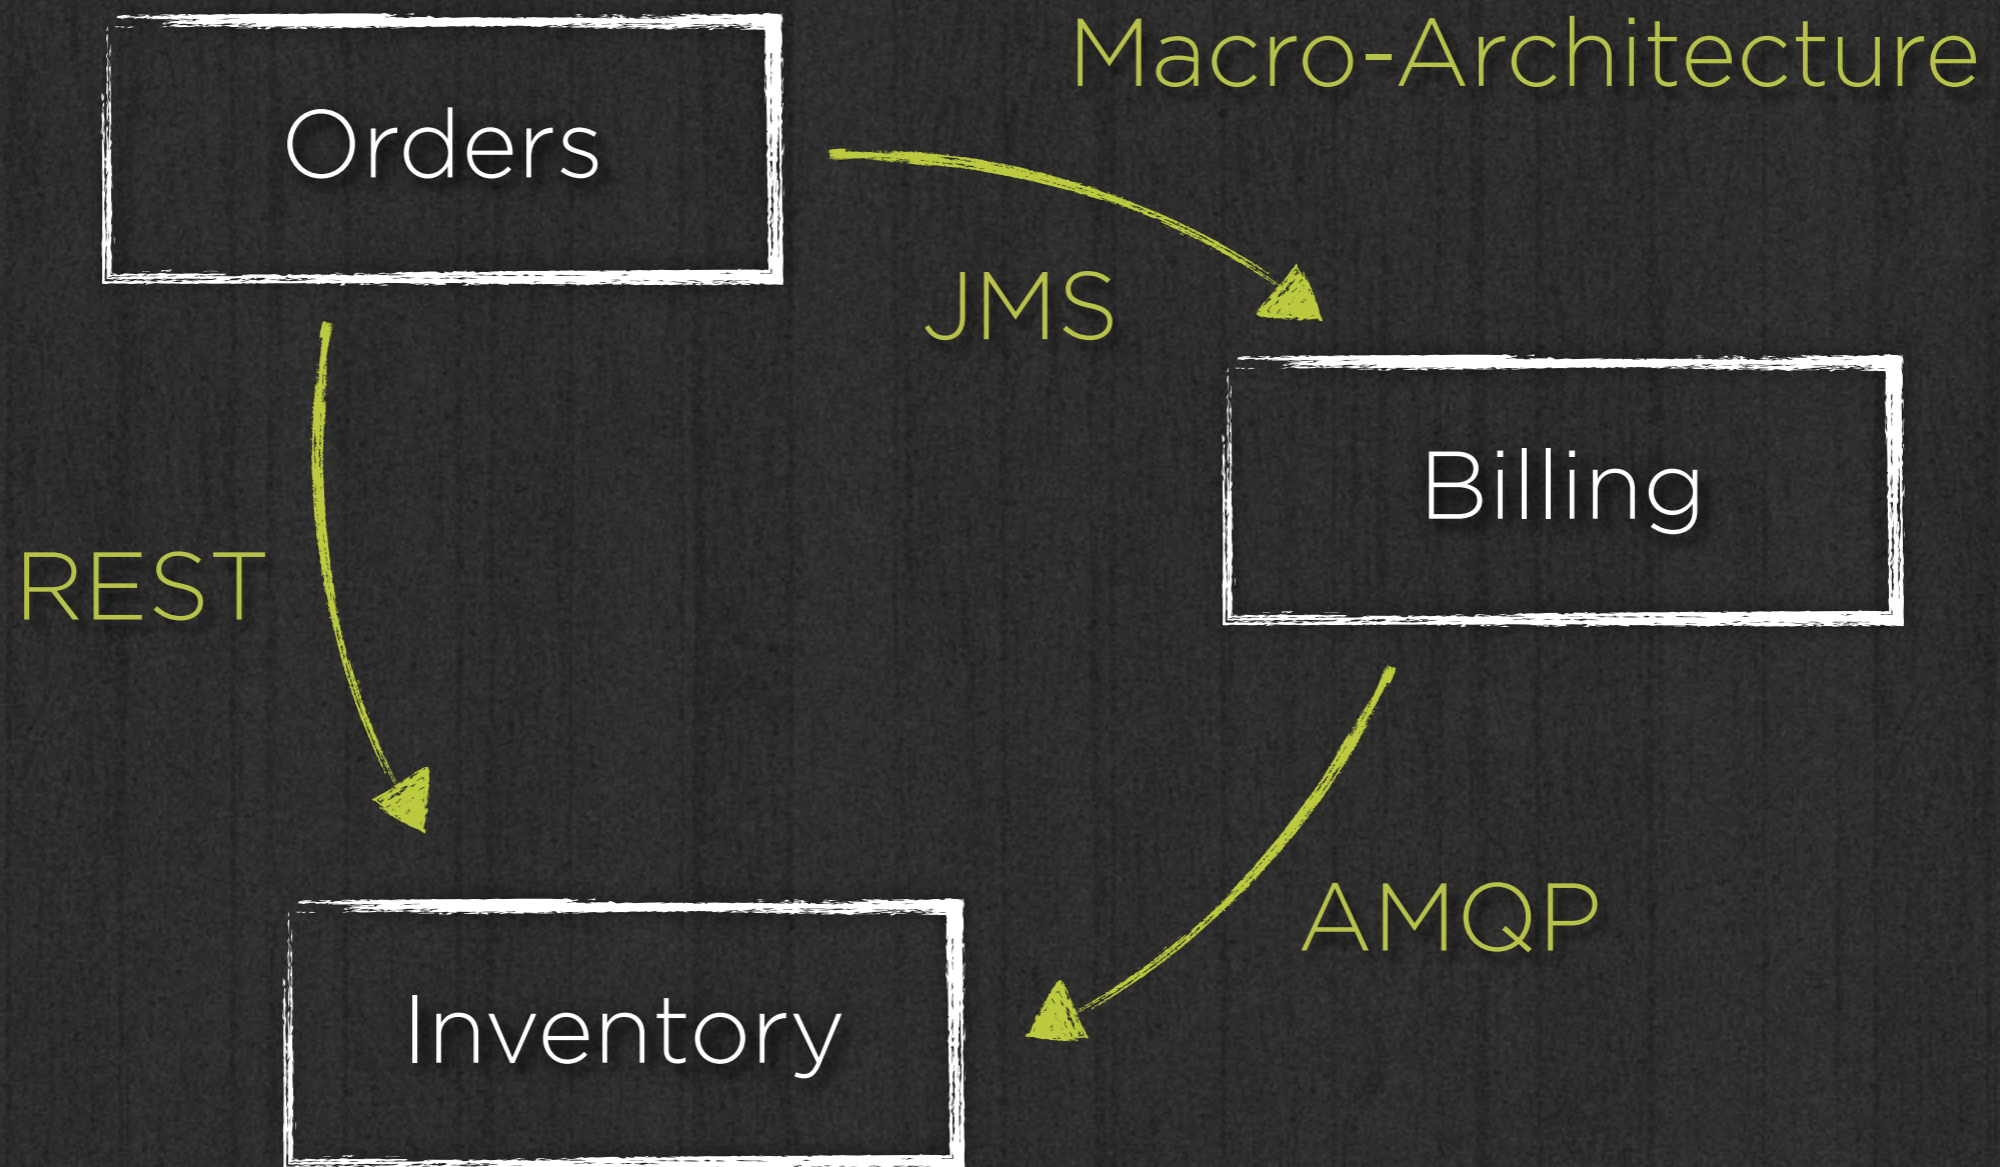 Macro-Architecture
Orders
JMS
Billing
REST
AMQP
Inventory